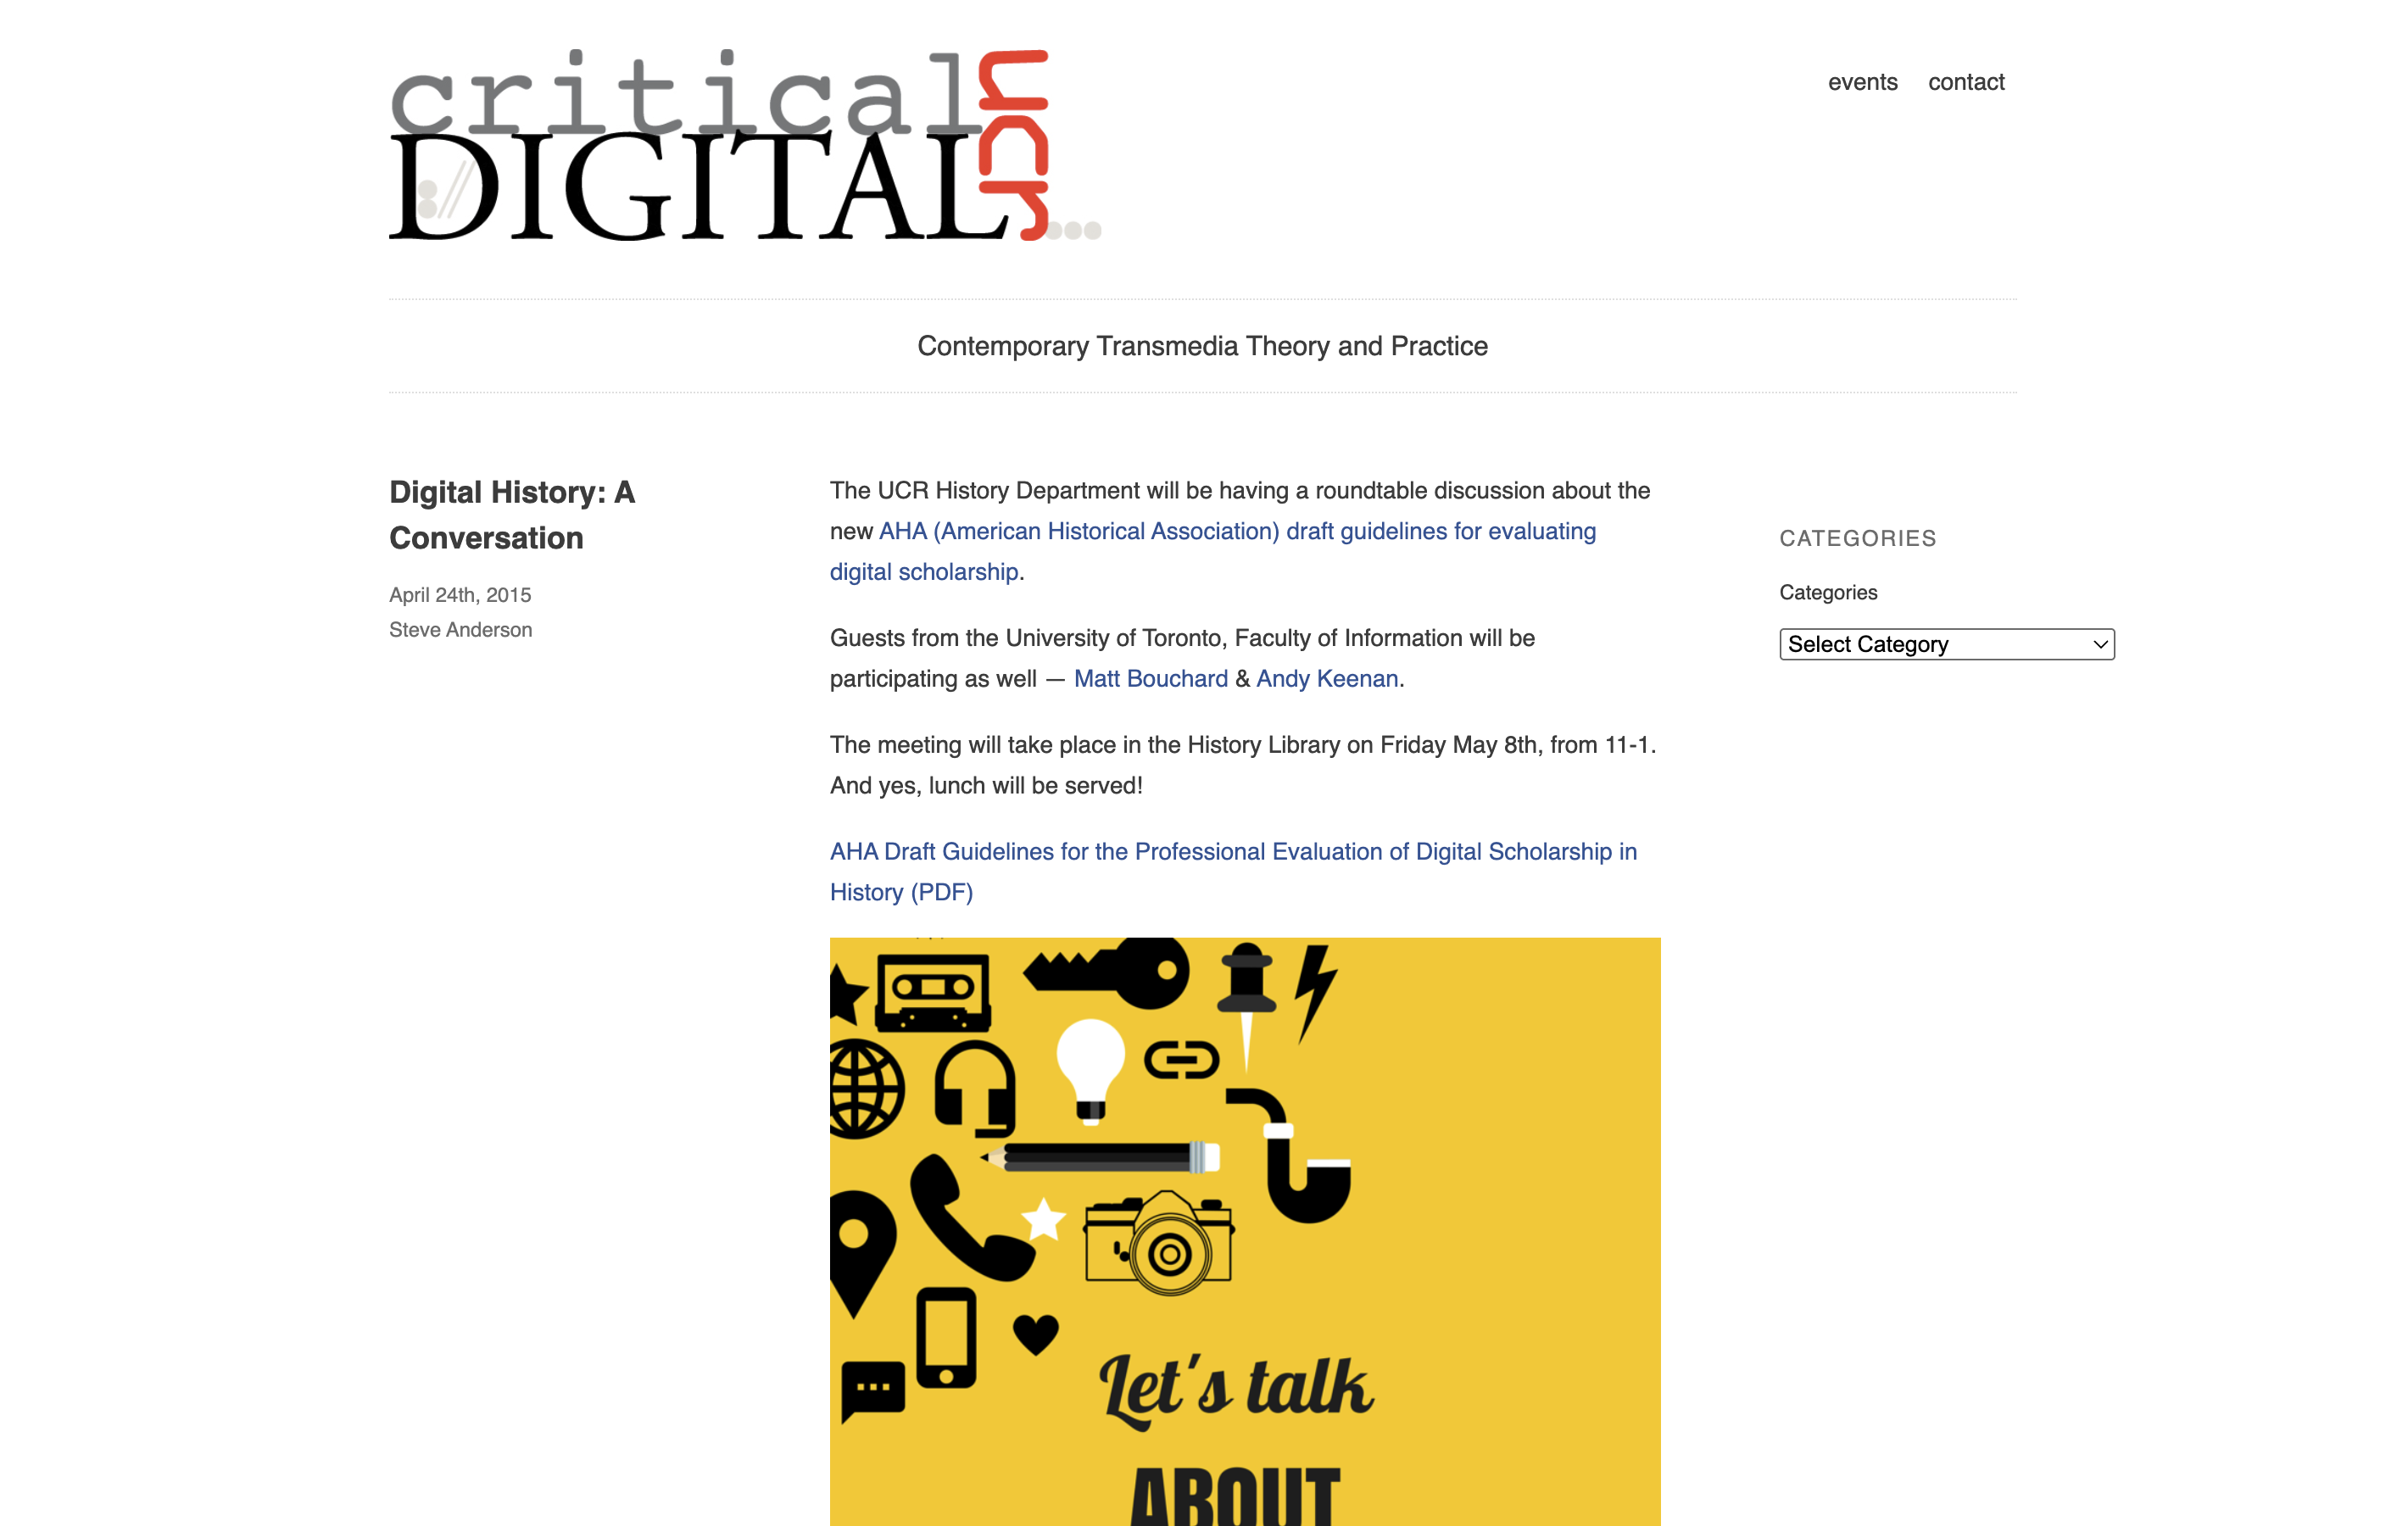 critical
DIGITAL
UCR
events contact
Contemporary Transmedia Theory and Practice
Digital History: A
Conversation
April 24th, 2015
Steve Anderson
The UCR History Department will be having a roundtable discussion about the
new AHA (American Historical Association) draft guidelines for evaluating
digital scholarship.
Guests from the University of Toronto, Faculty of Information will be
participating as well — Matt Bouchard & Andy Keenan.
The meeting will take place in the History Library on Friday May 8th, from 11-1.
And yes, lunch will be served!
AHA Draft Guidelines for the Professional Evaluation of Digital Scholarship in
History (PDF)
Let's talk
ABOUT
CATEGORIES
Categories
Select Category